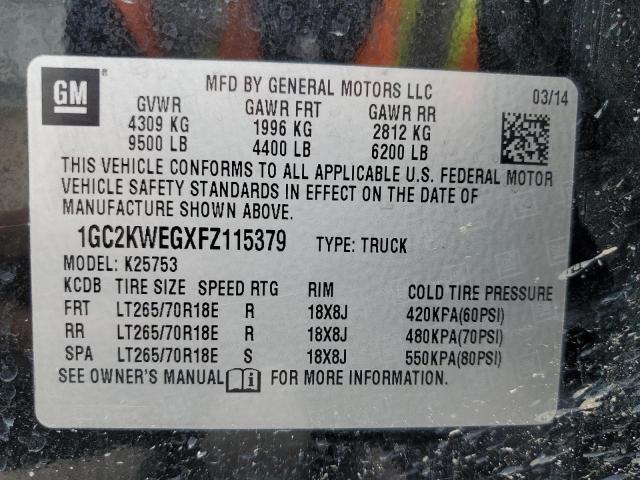 GM
MFD BY GENERAL MOTORS LLC
03/14
GVWR GAWR FRT GAWR RR
4309 KG 1996 KG 2812 KG
9500 LB 4400 LB 6200 LB
THIS VEHICLE CONFORMS TO ALL APPLICABLE U.S. FEDERAL MOTOR
VEHICLE SAFETY STANDARDS IN EFFECT ON THE DATE OF
MANUFACTURE SHOWN ABOVE.
1GC2KWEGXFZ115379 TYPE: TRUCK
MODEL: K25753
KCDB TIRE SIZE SPEED RTG RIM COLD TIRE PRESSURE
FRT LT265/70R18E R 18X8J 420KPA(60PSI)
RR LT265/70R18E R 18X8J 480KPA(70PSI)
SPA LT265/70R18E S 18X8J 550KPA(80PSI)
SEE OWNER'S MANUAL FOR MORE INFORMATION.